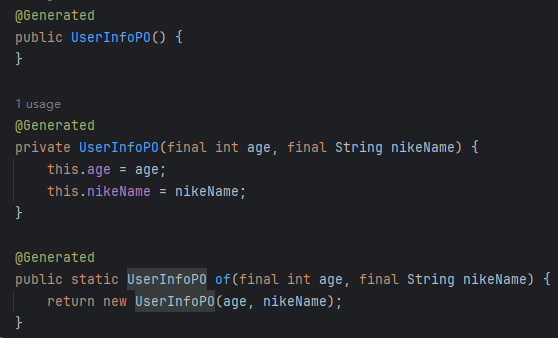 @Generated
public UserInfoPO() {
}
1 usage
@Generated
private UserInfoPO(final int age, final String nikeName) {
this.age = age;
this.nikeName = nikeName;
}
@Generated
public static UserInfoPO of(final int age, final String nikeName) {
return new UserInfoPO(age, nikeName);
}